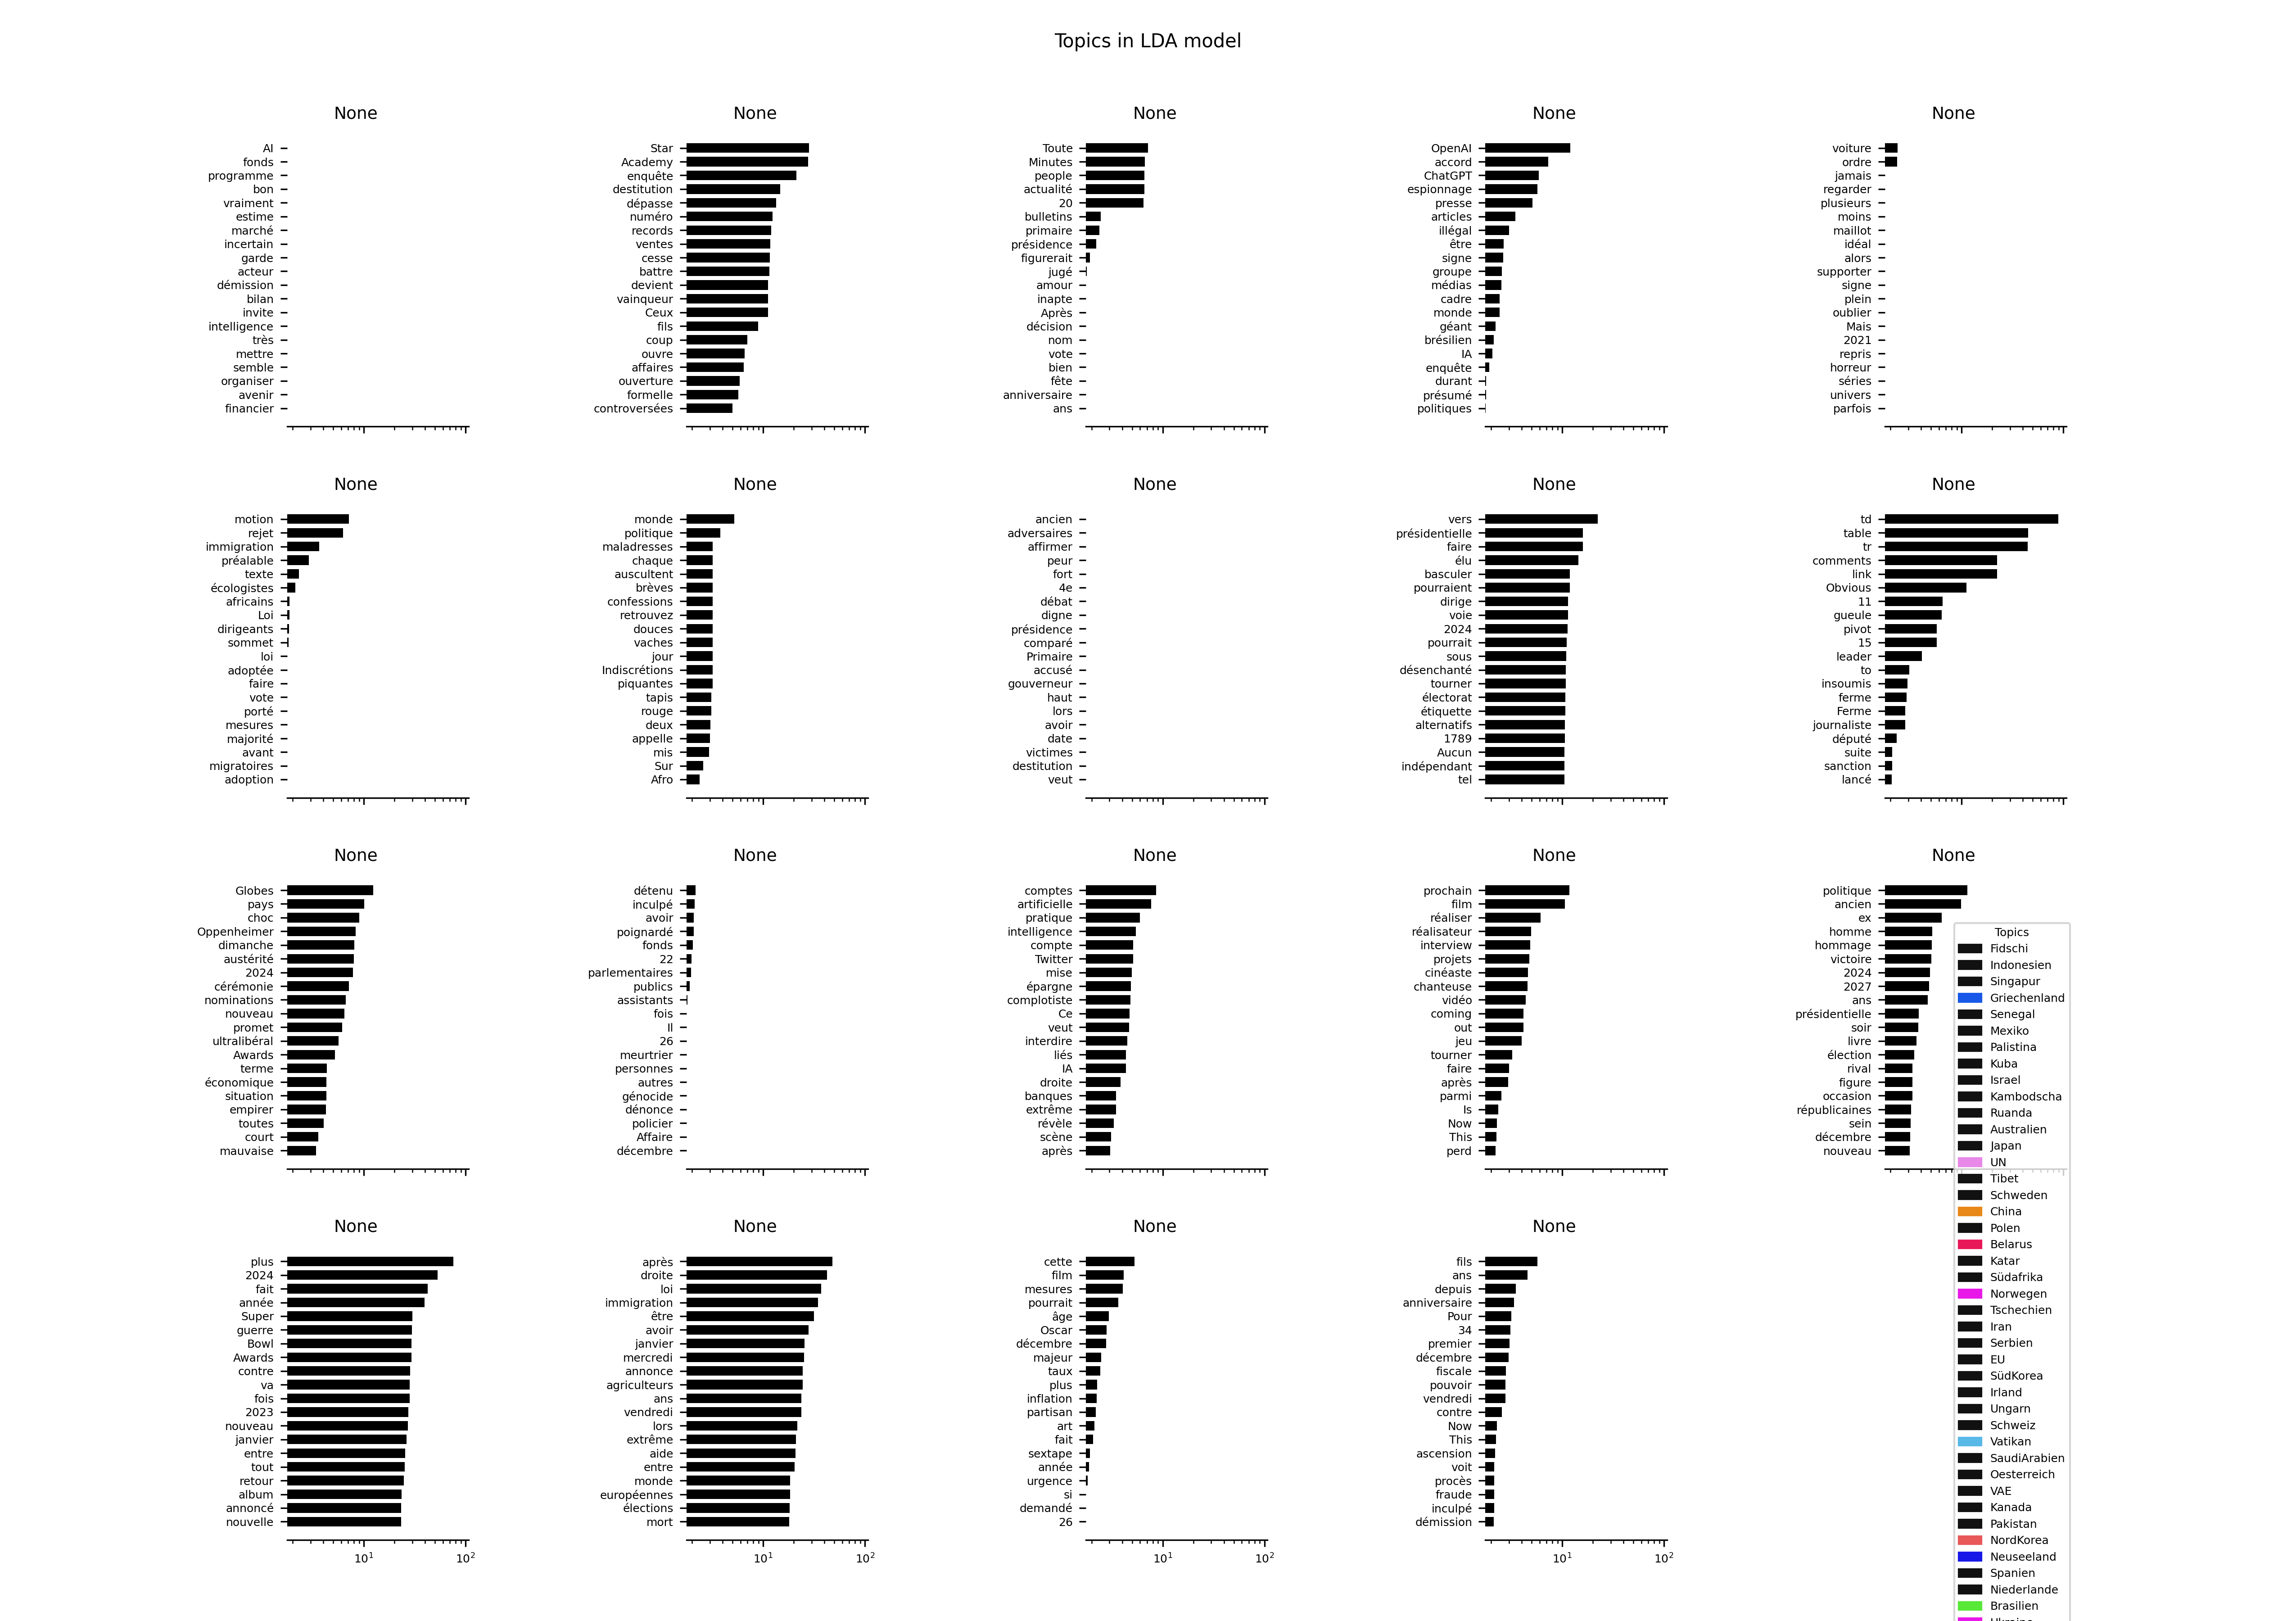 Topics in LDA model
None
AI
fonds
programme
bon
vraiment
estime
marché
incertain
garde
acteur
démission
bilan
invite
intelligence
très
mettre
semble
organiser
avenir
financier
None
Star
Academy
enquête
destitution
dépasse
numéro
records
ventes
cesse
battre
devient
vainqueur
Ceux
fils
coup
ouvre
affaires
ouverture
formelle
controversées
None
Toute
Minutes
people
actualité
20
bulletins
primaire
présidence
figurerait
jugé
amour
inapte
Après
décision
nom
vote
bien
fête
anniversaire
ans
None
OpenAI
accord
ChatGPT
espionnage
presse
articles
illégal
être
signe
groupe
médias
cadre
monde
géant
brésilien
IA
enquête
durant
présumé
politiques
None
voiture
ordre
jamais
regarder
plusieurs
moins
maillot
idéal
alors
supporter
signe
plein
oublier
Mais
2021
repris
horreur
séries
univers
parfois
None
motion
rejet
immigration
préalable
texte
écologistes
africains
Loi
dirigeants
sommet
loi
adoptée
faire
vote
porté
mesures
majorité
avant
migratoires
adoption
None
monde
politique
maladresses
chaque
auscultent
brèves
confessions
retrouvez
douces
vaches
jour
Indiscrétions
piquantes
tapis
rouge
deux
appelle
mis
Sur
Afro
None
ancien
adversaires
affirmer
peur
fort
4e
débat
digne
présidence
comparé
Primaire
accusé
gouverneur
haut
lors
avoir
date
victimes
destitution
veut
None
vers
présidentielle
faire
élu
basculer
pourraient
dirige
voie
2024
pourrait
sous
désenchanté
tourner
électorat
étiquette
alternatifs
1789
Aucun
indépendant
tel
None
td
table
tr
comments
link
Obvious
11
gueule
pivot
15
leader
to
insoumis
ferme
Ferme
journaliste
député
suite
sanction
lancé
None
Globes
pays
choc
Oppenheimer
dimanche
austérité
2024
cérémonie
nominations
nouveau
promet
ultralibéral
Awards
terme
économique
situation
empirer
toutes
court
mauvaise
None
détenu
inculpé
avoir
poignardé
fonds
22
parlementaires
publics
assistants
fois
Il
26
meurtrier
personnes
autres
génocide
dénonce
policier
Affaire
décembre
None
comptes
artificielle
pratique
intelligence
compte
Twitter
mise
épargne
complotiste
Ce
veut
interdire
liés
IA
droite
banques
extrême
révèle
scène
après
None
prochain
film
réaliser
réalisateur
interview
projets
cinéaste
chanteuse
vidéo
coming
out
jeu
tourner
faire
après
parmi
Is
Now
This
perd
None
politique
ancien
ex
homme
hommage
victoire
2024
2027
ans
présidentielle
soir
livre
élection
rival
figure
occasion
républicaines
sein
décembre
nouveau
None
plus
2024
fait
année
Super
guerre
Bowl
Awards
contre
va
fois
2023
nouveau
janvier
entre
tout
retour
album
annoncé
nouvelle
10¹ 10²
None
après
droite
loi
immigration
être
avoir
janvier
mercredi
annonce
agriculteurs
ans
vendredi
lors
extrême
aide
entre
monde
européennes
élections
mort
10¹ 10²
None
cette
film
mesures
pourrait
âge
Oscar
décembre
majeur
taux
plus
inflation
partisan
art
fait
sextape
année
urgence
si
demandé
26
10¹ 10²
None
fils
ans
depuis
anniversaire
Pour
34
premier
décembre
fiscale
pouvoir
vendredi
contre
Now
This
ascension
voit
procès
fraude
inculpé
démission
10¹ 10²
Topics
Fidschi
Indonesien
Singapur
Griechenland
Senegal
Mexiko
Palistina
Kuba
Israel
Kambodscha
Ruanda
Australien
Japan
UN
Tibet
Schweden
China
Polen
Belarus
Katar
Südafrika
Norwegen
Tschechien
Iran
Serbien
EU
SüdKorea
Irland
Ungarn
Schweiz
Vatikan
SaudiArabien
Oesterreich
VAE
Kanada
Pakistan
NordKorea
Neuseeland
Spanien
Niederlande
Brasilien